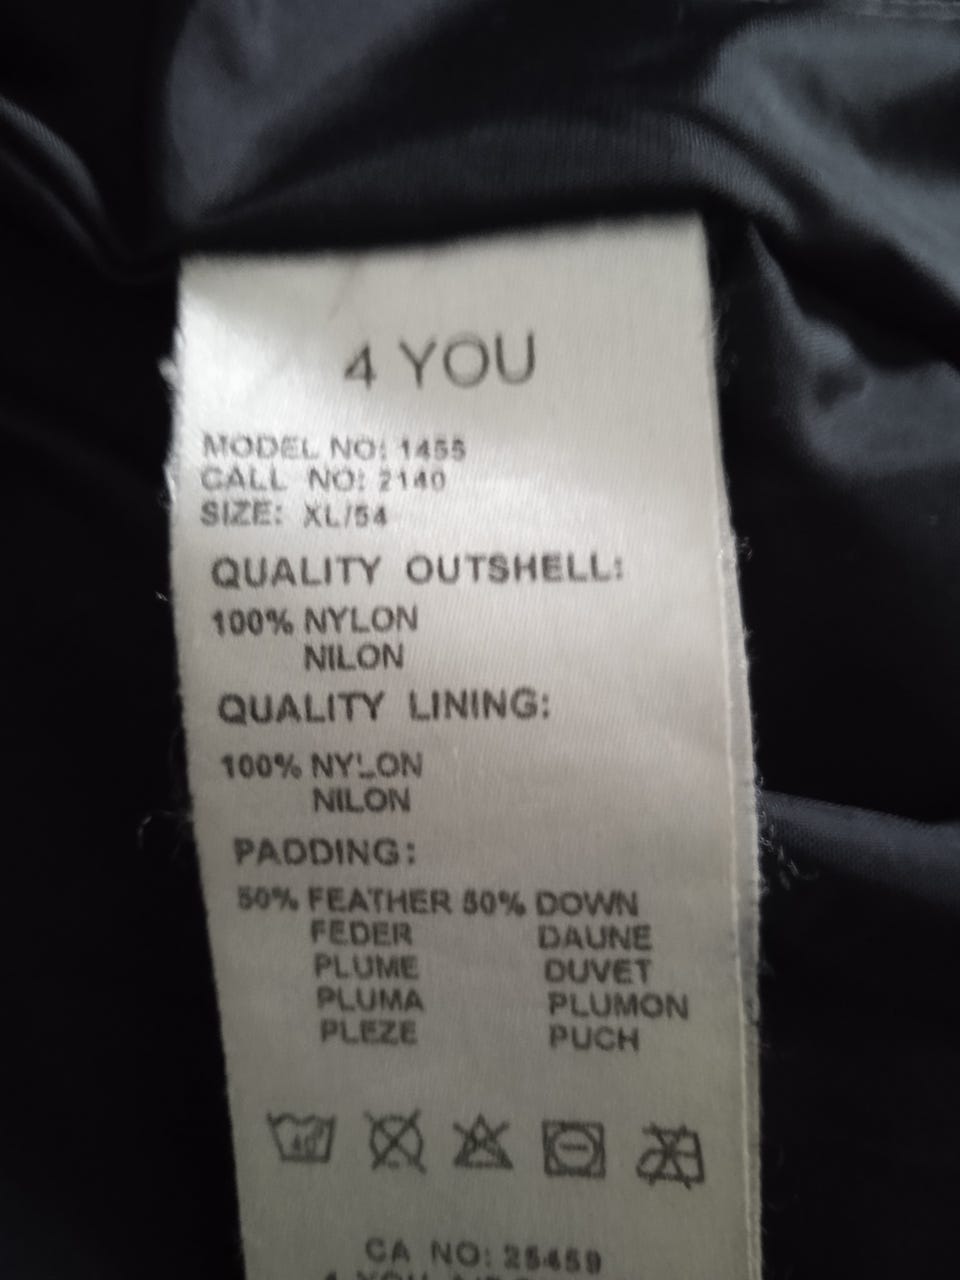 4 YOU
MODEL NO: 1455
CALL NO: 2140
SIZE: XL/54
QUALITY OUTSHELL:
100% NYLON
NILON
QUALITY LINING:
100% NYLON
NILON
PADDING:
50% FEATHER 50% DOWN
FEDER DAUNE
PLUME DUVET
PLUMA PLUMON
PLEZE PUCH
40°
CA NO: 25459
4 YOU